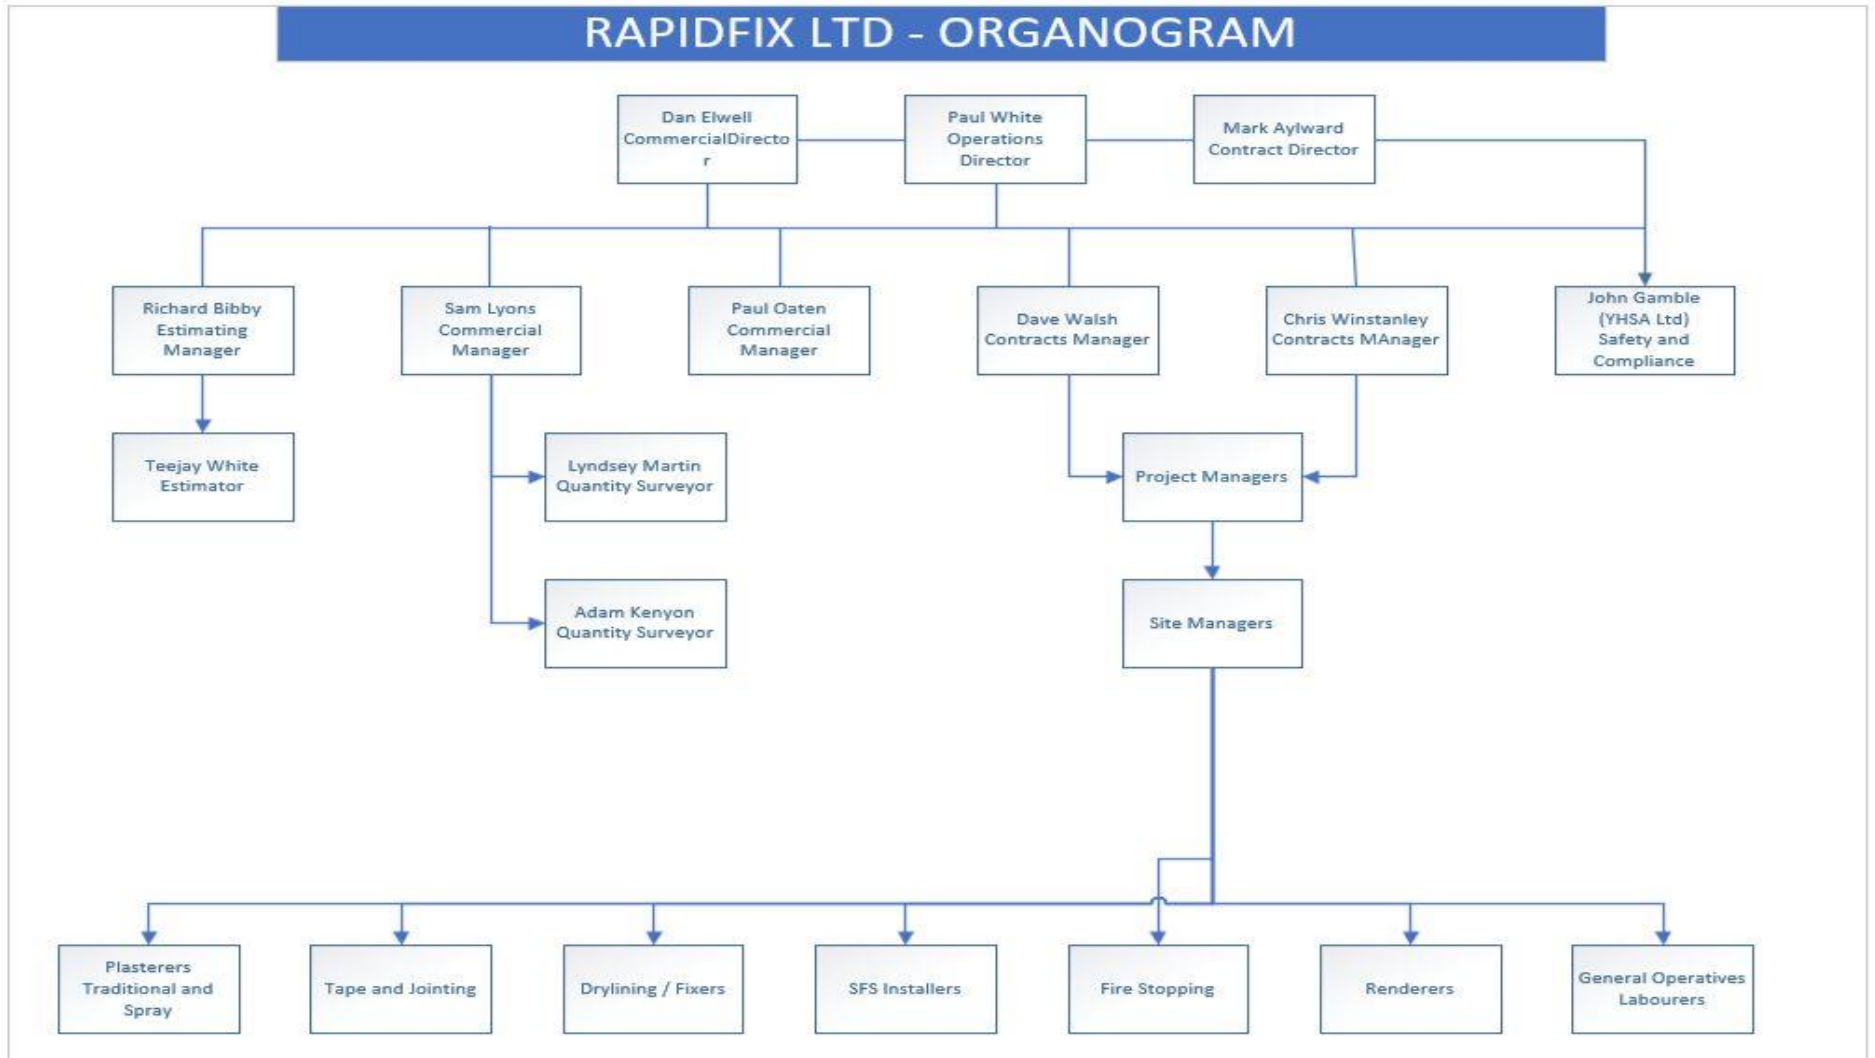 RAPIDFIX LTD - ORGANOGRAM
Dan Elwell
CommercialDirecto
r
Paul White
Operations
Director
Mark Aylward
Contract Director
Richard Bibby
Estimating
Manager
Sam Lyons
Commercial
Manager
Paul Oaten
Commercial
Manager
Dave Walsh
Contracts Manager
Chris Winstanley
Contracts MAnager
John Gamble
(YHSA Ltd)
Safety and
Compliance
Teejay White
Estimator
Lyndsey Martin
Quantity Surveyor
Project Managers
Adam Kenyon
Quantity Surveyor
Site Managers
Plasterers
Traditional and
Spray
Tape and Jointing
Drylining / Fixers
SFS Installers
Fire Stopping
Renderers
General Operatives
Labourers